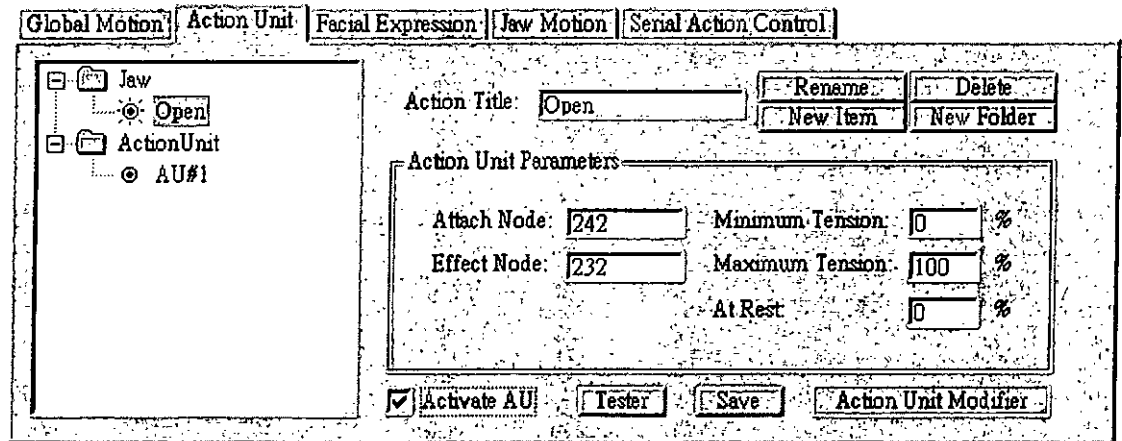 Global Motion Action Unit Facial Expression Jaw Motion Serial Action Control
Jaw
Open
ActionUnit
AU#1
Action Title: Open
Rename Delete
New Item New Folder
Action Unit Parameters
Attach Node: 242 Minimum Tension: 0 %
Effect Node: 232 Maximum Tension: 100 %
At Rest: 0 %
Activate AU Tester Save Action Unit Modifier